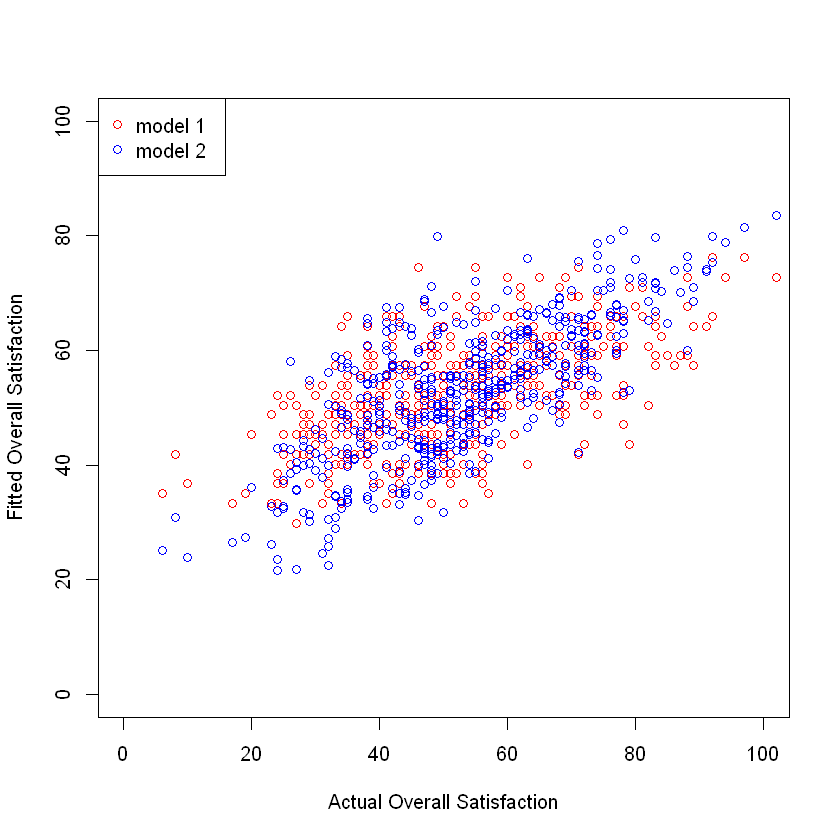 model 1
model 2
100
80
60
40
20
0
Fitted Overall Satisfaction
0 20 40 60 80 100
Actual Overall Satisfaction